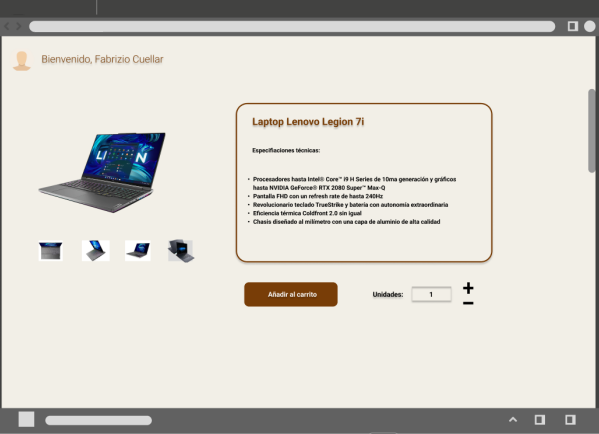 Bienvenido, Fabrizio Cuellar
Laptop Lenovo Legion 7i
Especifiaciones técnicas:
• Procesadores hasta Intel® Core™ i9 H Series de 10ma generación y gráficos
hasta NVIDIA GeForce® RTX 2080 Super™ Max-Q
• Pantalla FHD con un refresh rate de hasta 240Hz
• Revolucionario teclado TrueStrike y batería con autonomía extraordinaria
• Eficiencia térmica Coldfront 2.0 sin igual
• Chasis diseñado al milímetro con una capa de aluminio de alta calidad
Añadir al carrito
Unidades:
1